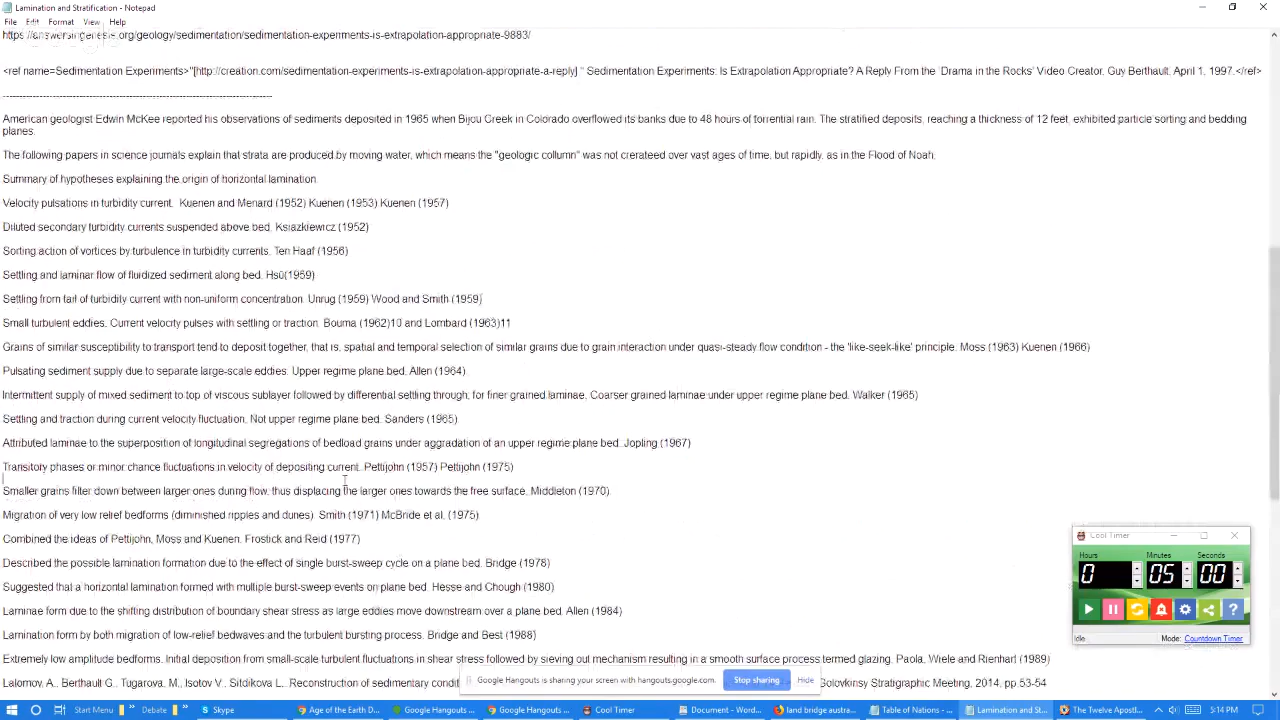 Lamination and Stratification - Notepad
File Edit Format View Help
https://answersingenesis.org/geology/sedimentation/sedimentation-experiments-is-extrapolation-appropriate-9883/
<ref name=Sedimentation Experiments>"[http://creation.com/sedimentation-experiments-is-extrapolation-appropriate-a-reply] " Sedimentation Experiments: Is Extrapolation Appropriate? A Reply From the 'Drama in the Rocks' Video Creator, Guy Berthault, April 1, 1997.</ref>
--------------------------------------------------------------------------------
American geologist Edwin McKee reported his observations of sediments deposited in 1965 when Bijou Creek in Colorado overflowed its banks due to 48 hours of torrential rain. The stratified deposits, reaching a thickness of 12 feet, exhibited particle sorting and bedding
planes.
The following papers in science journals explain that strata are produced by moving water, which means the "geologic collumn" was not crerateed over vast ages of time, but rapidly, as in the Flood of Noah;
Summary of hypotheses explaining the origin of horizontal lamination.
Velocity pulsations in turbidity current. Kuenen and Menard (1952) Kuenen (1953) Kuenen (1957)
Diluted secondary turbidity currents suspended above bed. Ksiazkiewicz (1952)
Sorting action of vortices by turbulence in turbidity currents. Ten Haaf (1956)
Settling and laminar flow of fluidized sediment along bed. Hsü(1959)
Settling from tail of turbidity current with non-uniform concentration. Unrug (1959) Wood and Smith (1959)
Small turbulent eddies. Current velocity pulses with settling or traction. Bouma (1962)10 and Lombard (1963)11
Grains of similar susceptibility to transport tend to deposit together, that is, spatial and temporal selection of similar grains due to grain interaction under quasi-steady flow condition - the 'like-seek-like' principle. Moss (1963) Kuenen (1966)
Pulsating sediment supply due to separate large-scale eddies. Upper regime plane bed. Allen (1964)
Intermittent supply of mixed sediment to top of viscous sublayer followed by differential settling through, for finer grained laminae, Coarser grained laminae under upper regime plane bed. Walker (1965)
Settling and traction during current velocity fluctuation, Not upper regime plane bed. Sanders (1965)
Attributed laminae to the superposition of longitudinal segregations of bedload grains under aggradation of an upper regime plane bed. Jopling (1967)
Transitory phases or minor chance fluctuations in velocity of depositing current. Pettijohn (1957) Pettijohn (1975)
Smaller grains filter down between larger ones during flow, thus displacing the larger ones towards the free surface. Middleton (1970)
Migration of very low relief bedforms (diminished ripples and dunes). Smith (1971) McBride et al, (1975)
Combined the ideas of Pettijohn, Moss and Kuenen. Frostick and Reid (1977)
Described the possible lamination formation due to the effect of single burst-sweep cycle on a plane bed. Bridge (1978)
Suggested that a horizontal lamination formed with multiple burst-sweep events on plane bed. Hesse and Chough (1980)
Laminae form due to the shifting distribution of boundary shear stress as large eddies move downstream over a plane bed. Allen (1984)
Lamination form by both migration of low-relief bedwaves and the turbulent bursting process. Bridge and Best (1988)
Extremely low amplitude bedforms. Initial deposition from small-scale turbulent fluctuations in shear stress followed by sieving out mechanism resulting in a smooth surface process termed glazing. Paola, Wiele and Rienhart (1989)
Lalomov, A., Berthault G., Tugarova, M., Isotov V., Sitdikova L.. Reconstruction of sedimentary condit Golovkinsky Stratigraphic Meeting, 2014, pp 53-54
Google Hangouts is sharing your screen with hangouts.google.com. Stop sharing Hide
Cool Timer
Hours Minutes Seconds
0 05 00
Idle Mode: Countdown Timer
Start Menu Debate Skype Age of the Earth D... Google Hangouts ... Google Hangouts ... Cool Timer Document - Word... land bridge austra... Table of Nations - ... Lamination and St... The Twelve Apostl... 5:14 PM